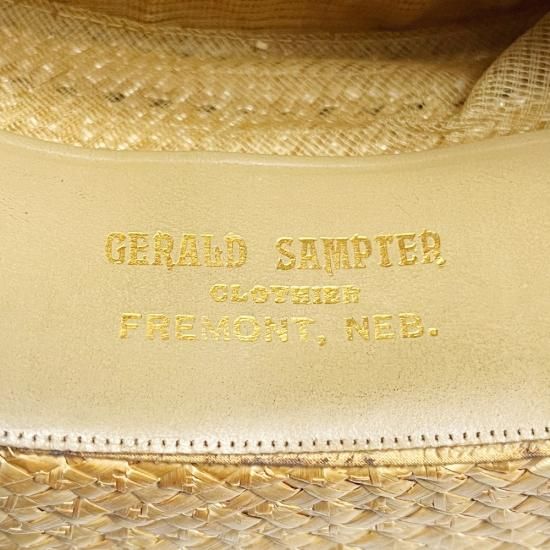 GERALD SAMPTER
CLOTHIER
FREMONT, NEB.